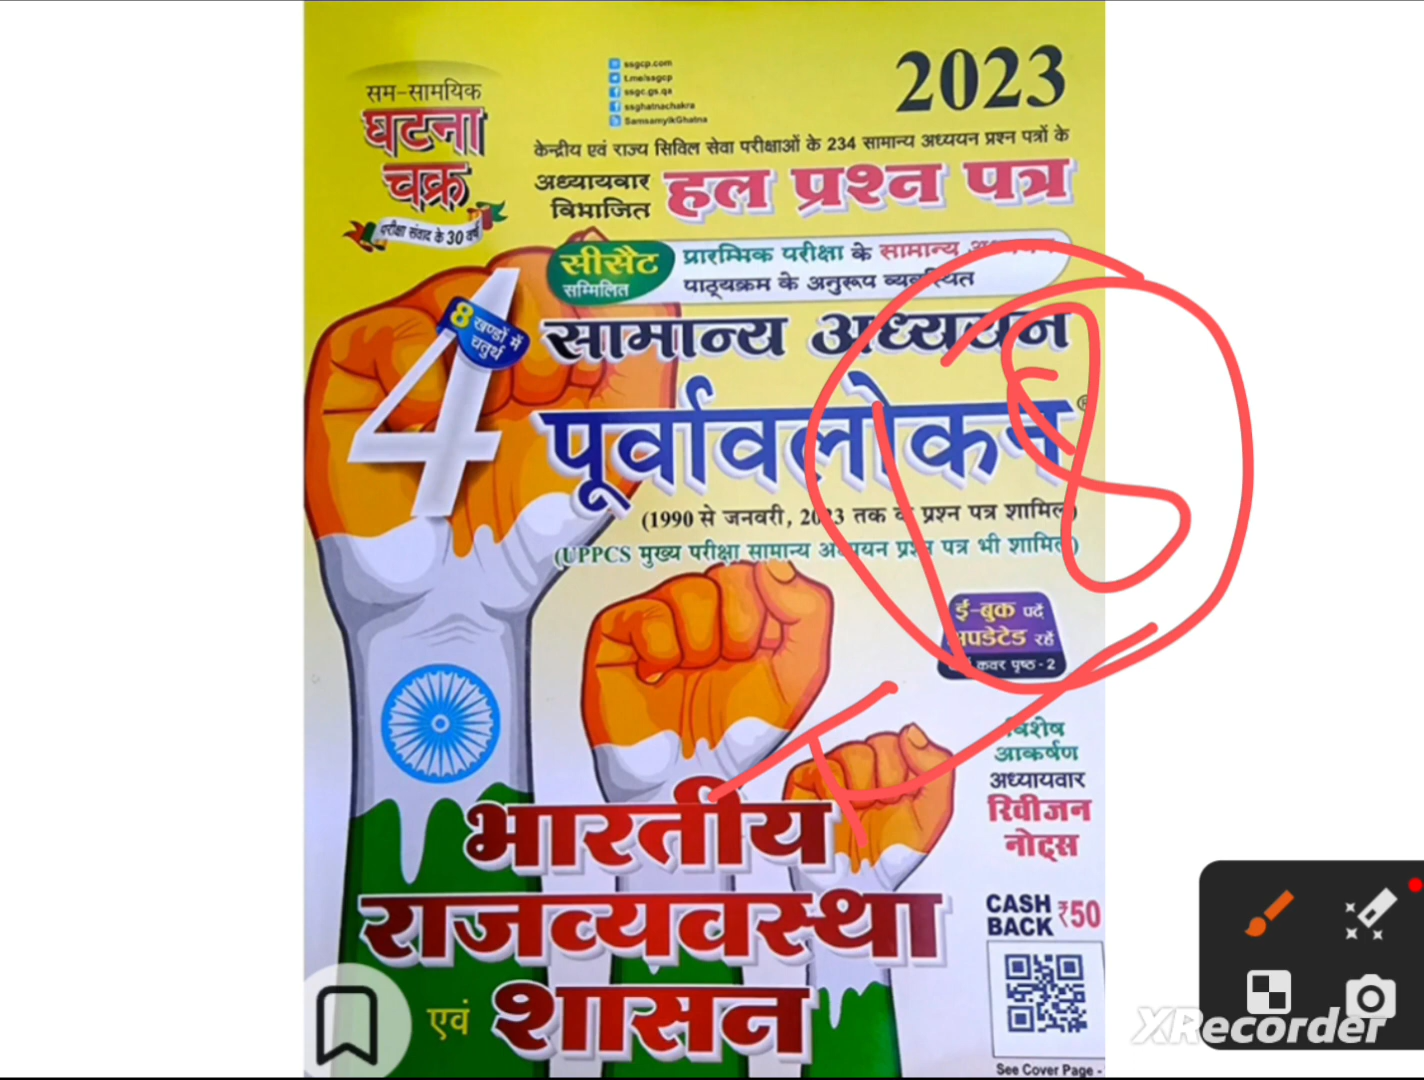 2023
ssgcp.com
t.me/ssgcp
ssgc.gs.qa
ssghatnachakra
SamsamyikGhatna
सम-सामयिक
घटना
चक्र
परीक्षा संवाद के 30 वर्ष
केन्द्रीय एवं राज्य सिविल सेवा परीक्षाओं के 234 सामान्य अध्ययन प्रश्न पत्रों के
अध्यायवार
विभाजित
हल प्रश्न पत्र
सीसैट
सम्मिलित
प्रारम्भिक परीक्षा के सामान्य अध्ययन
पाठ्यक्रम के अनुरूप व्यवस्थित
4
8 खण्डों में
चतुर्थ
सामान्य अध्ययन
पूर्वावलोकन®
(1990 से जनवरी, 2023 तक के प्रश्न पत्र शामिल)
(UPPCS मुख्य परीक्षा सामान्य अध्ययन प्रश्न पत्र भी शामिल)
ई-बुक पढ़ें
अपडेटेड रहें
कवर पृष्ठ - 2
विशेष
आकर्षण
अध्यायवार
रिवीजन
नोट्स
भारतीय
राजव्यवस्था
एवं शासन
CASH
BACK ₹50
See Cover Page -
XRecorder